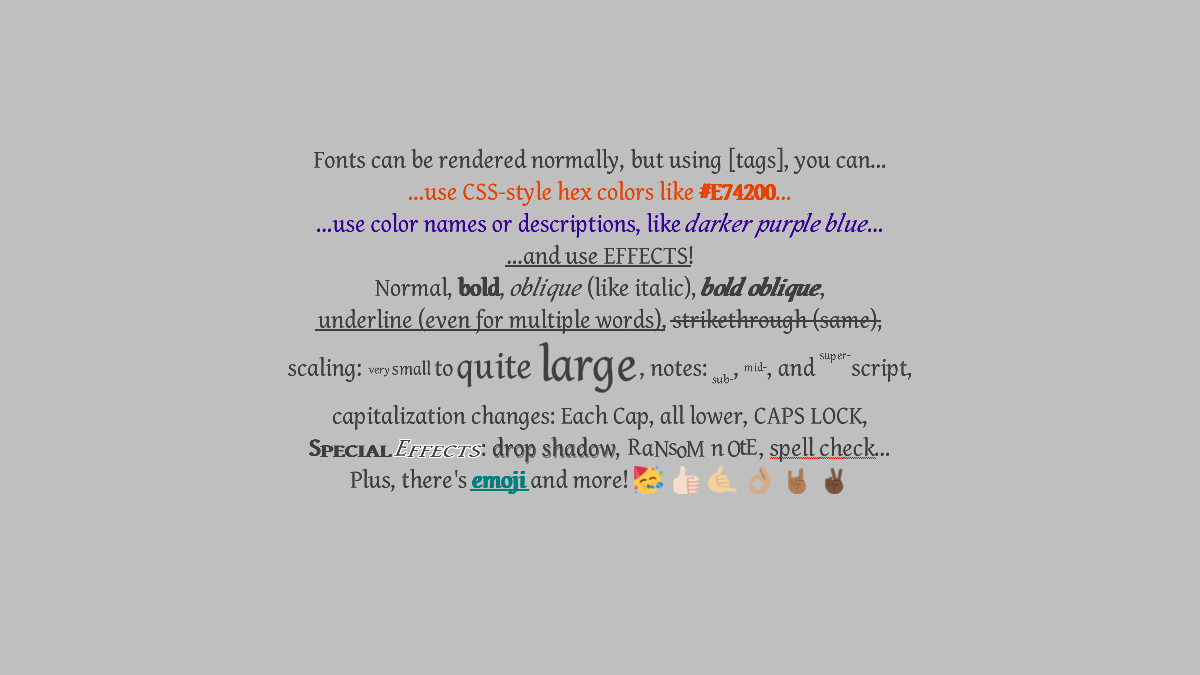 Fonts can be rendered normally, but using [tags], you can...
...use CSS-style hex colors like #E74200...
...use color names or descriptions, like darker purple blue...
...and use EFFECTS!
Normal, bold, oblique (like italic), bold oblique,
underline (even for multiple words), strikethrough (same),
scaling: very small to quite large, notes: sub-, mid-, and super-script,
capitalization changes: Each Cap, all lower, CAPS LOCK,
Special Effects: drop shadow, RaNsoM nOtE, spell check...
Plus, there's emoji and more! 🥳 👍🏻 🤙🏼 👌🏽 🤘🏾 ✌🏿